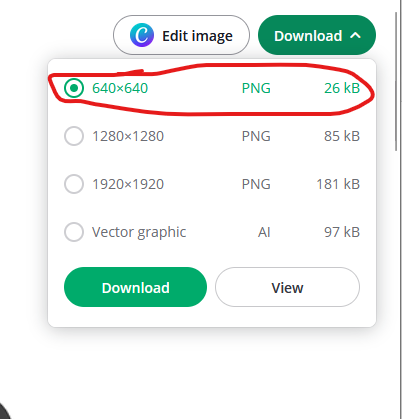 Edit image Download
640×640 PNG 26 kB
1280×1280 PNG 85 kB
1920×1920 PNG 181 kB
Vector graphic AI 97 kB
Download View